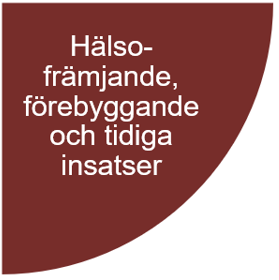 Hälso-
främjande,
förebyggande
och tidiga
insatser